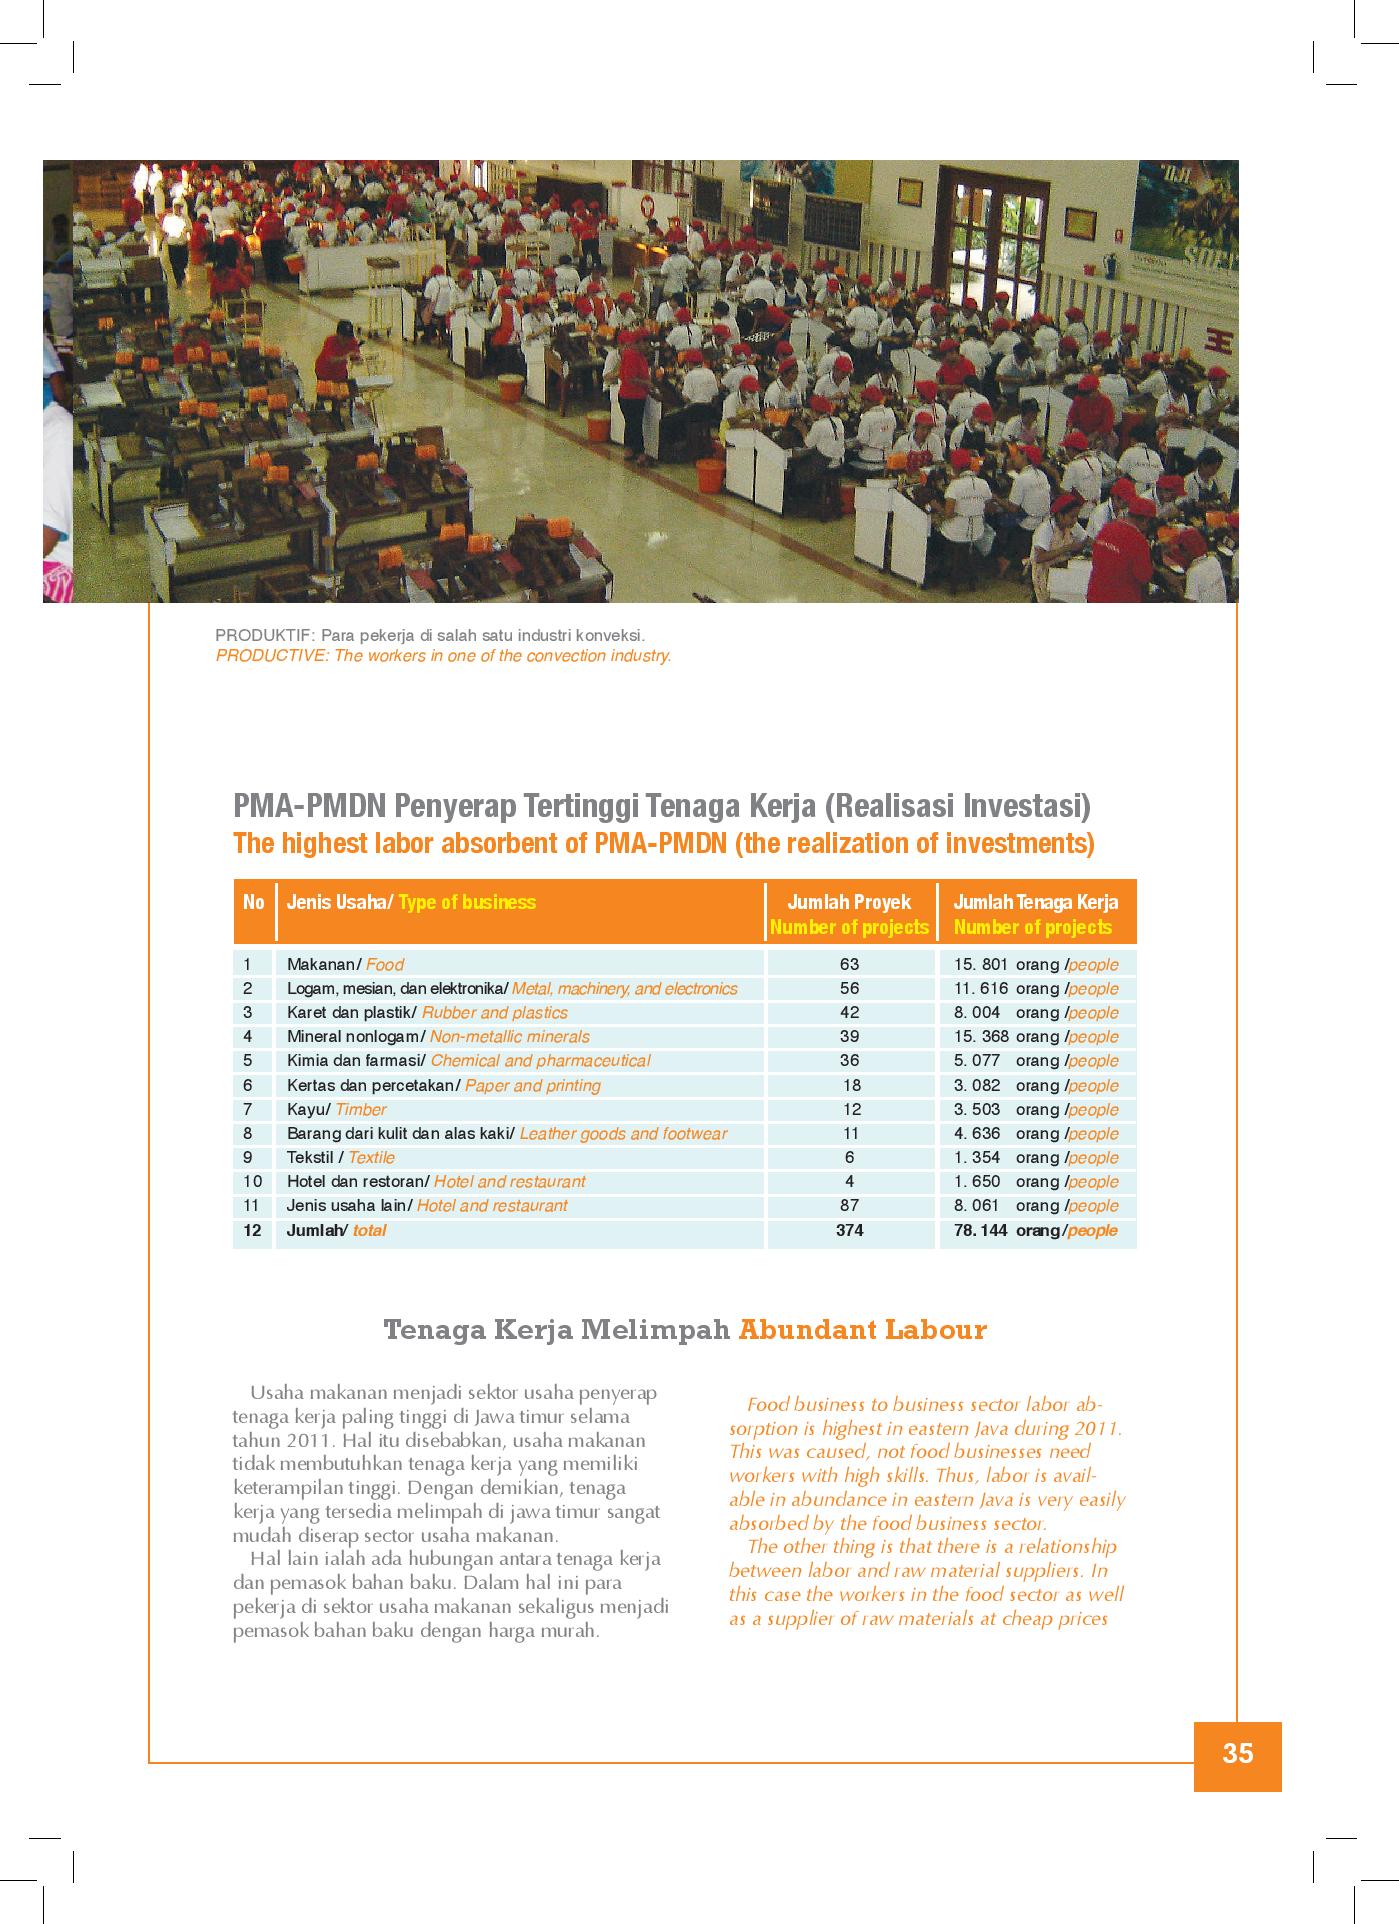 PRODUKTIF: Para pekerja di salah satu industri konveksi.
PRODUCTIVE: The workers in one of the convection industry.
PMA-PMDN Penyerap Tertinggi Tenaga Kerja (Realisasi Investasi)
The highest labor absorbent of PMA-PMDN (the realization of investments)
No Jenis Usaha/ Type of business Jumlah Proyek Jumlah Tenaga Kerja
Number of projects Number of projects
1 Makanan/ Food 63 15. 801 orang /people
2 Logam, mesian, dan elektronika/ Metal, machinery, and electronics 56 11. 616 orang /people
3 Karet dan plastik/ Rubber and plastics 42 8. 004 orang /people
4 Mineral nonlogam/ Non-metallic minerals 39 15. 368 orang /people
5 Kimia dan farmasi/ Chemical and pharmaceutical 36 5. 077 orang /people
6 Kertas dan percetakan/ Paper and printing 18 3. 082 orang /people
7 Kayu/ Timber 12 3. 503 orang /people
8 Barang dari kulit dan alas kaki/ Leather goods and footwear 11 4. 636 orang /people
9 Tekstil / Textile 6 1. 354 orang /people
10 Hotel dan restoran/ Hotel and restaurant 4 1. 650 orang /people
11 Jenis usaha lain/ Hotel and restaurant 87 8. 061 orang /people
12 Jumlah/ total 374 78. 144 orang/people
Tenaga Kerja Melimpah Abundant Labour
Usaha makanan menjadi sektor usaha penyerap
tenaga kerja paling tinggi di Jawa timur selama
tahun 2011. Hal itu disebabkan, usaha makanan
tidak membutuhkan tenaga kerja yang memiliki
keterampilan tinggi. Dengan demikian, tenaga
kerja yang tersedia melimpah di jawa timur sangat
mudah diserap sector usaha makanan.
Hal lain ialah ada hubungan antara tenaga kerja
dan pemasok bahan baku. Dalam hal ini para
pekerja di sektor usaha makanan sekaligus menjadi
pemasok bahan baku dengan harga murah.
Food business to business sector labor ab-
sorption is highest in eastern Java during 2011.
This was caused, not food businesses need
workers with high skills. Thus, labor is avail-
able in abundance in eastern Java is very easily
absorbed by the food business sector.
The other thing is that there is a relationship
between labor and raw material suppliers. In
this case the workers in the food sector as well
as a supplier of raw materials at cheap prices
35